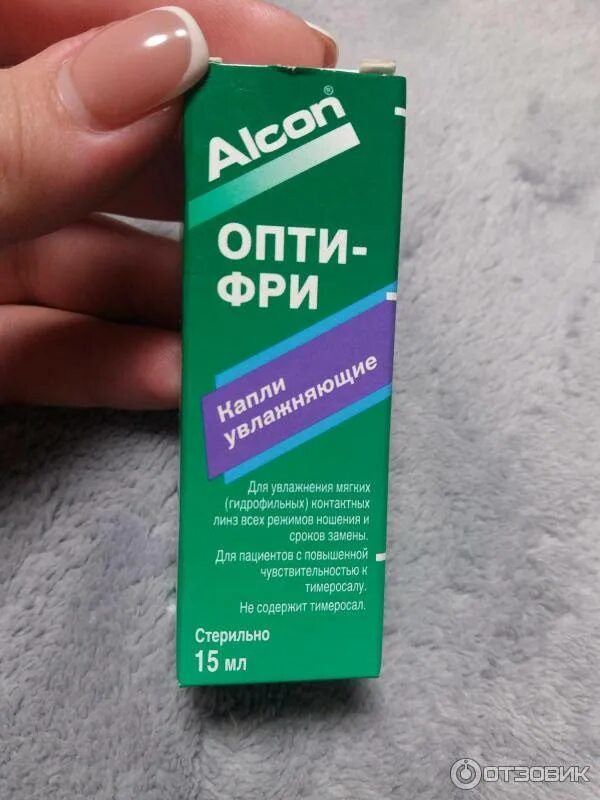 Alcon®
ОПТИ-
ФРИ
Капли
увлажняющие
Для увлажнения мягких
(гидрофильных) контактных
линз всех режимов ношения и
сроков замены.
Для пациентов с повышенной
чувствительностью к
тимеросалу.
Не содержит тимеросал.
Стерильно
15 мл
ОТЗОВИК